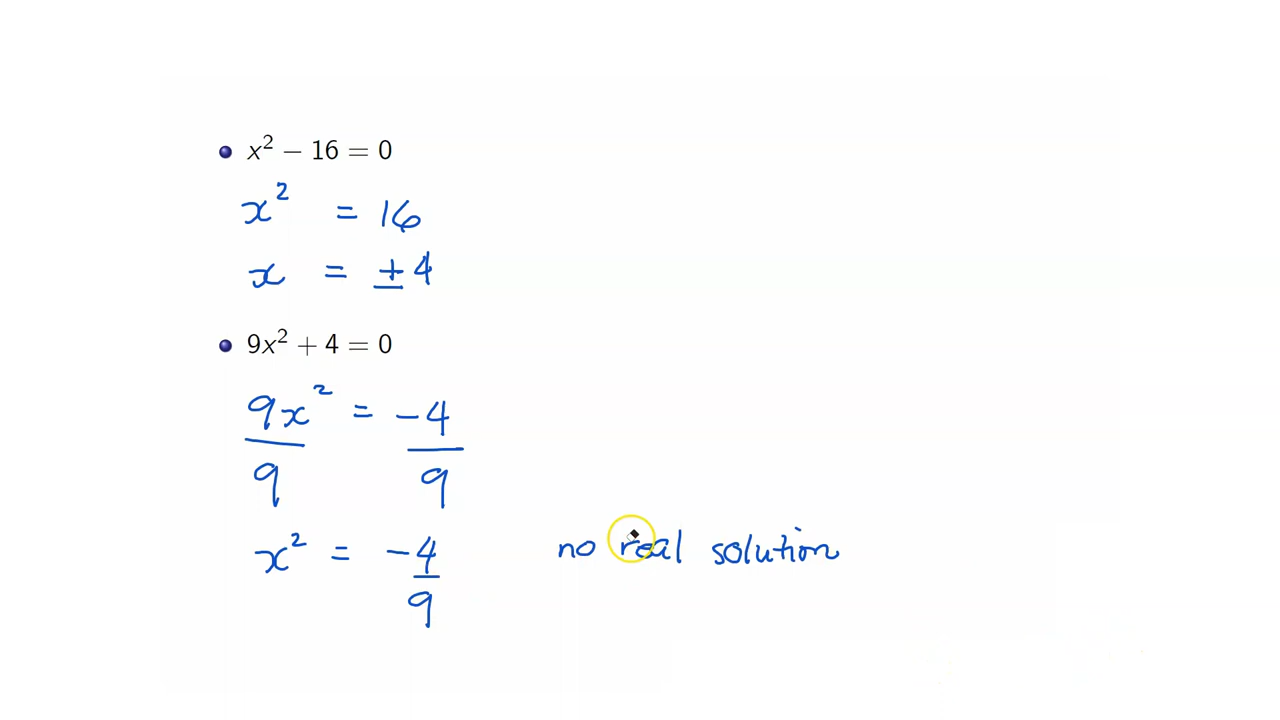 x² − 16 = 0
x² = 16
x = ±4
9x² + 4 = 0
9x²/9 = −4/9
x² = −4/9 no real solution